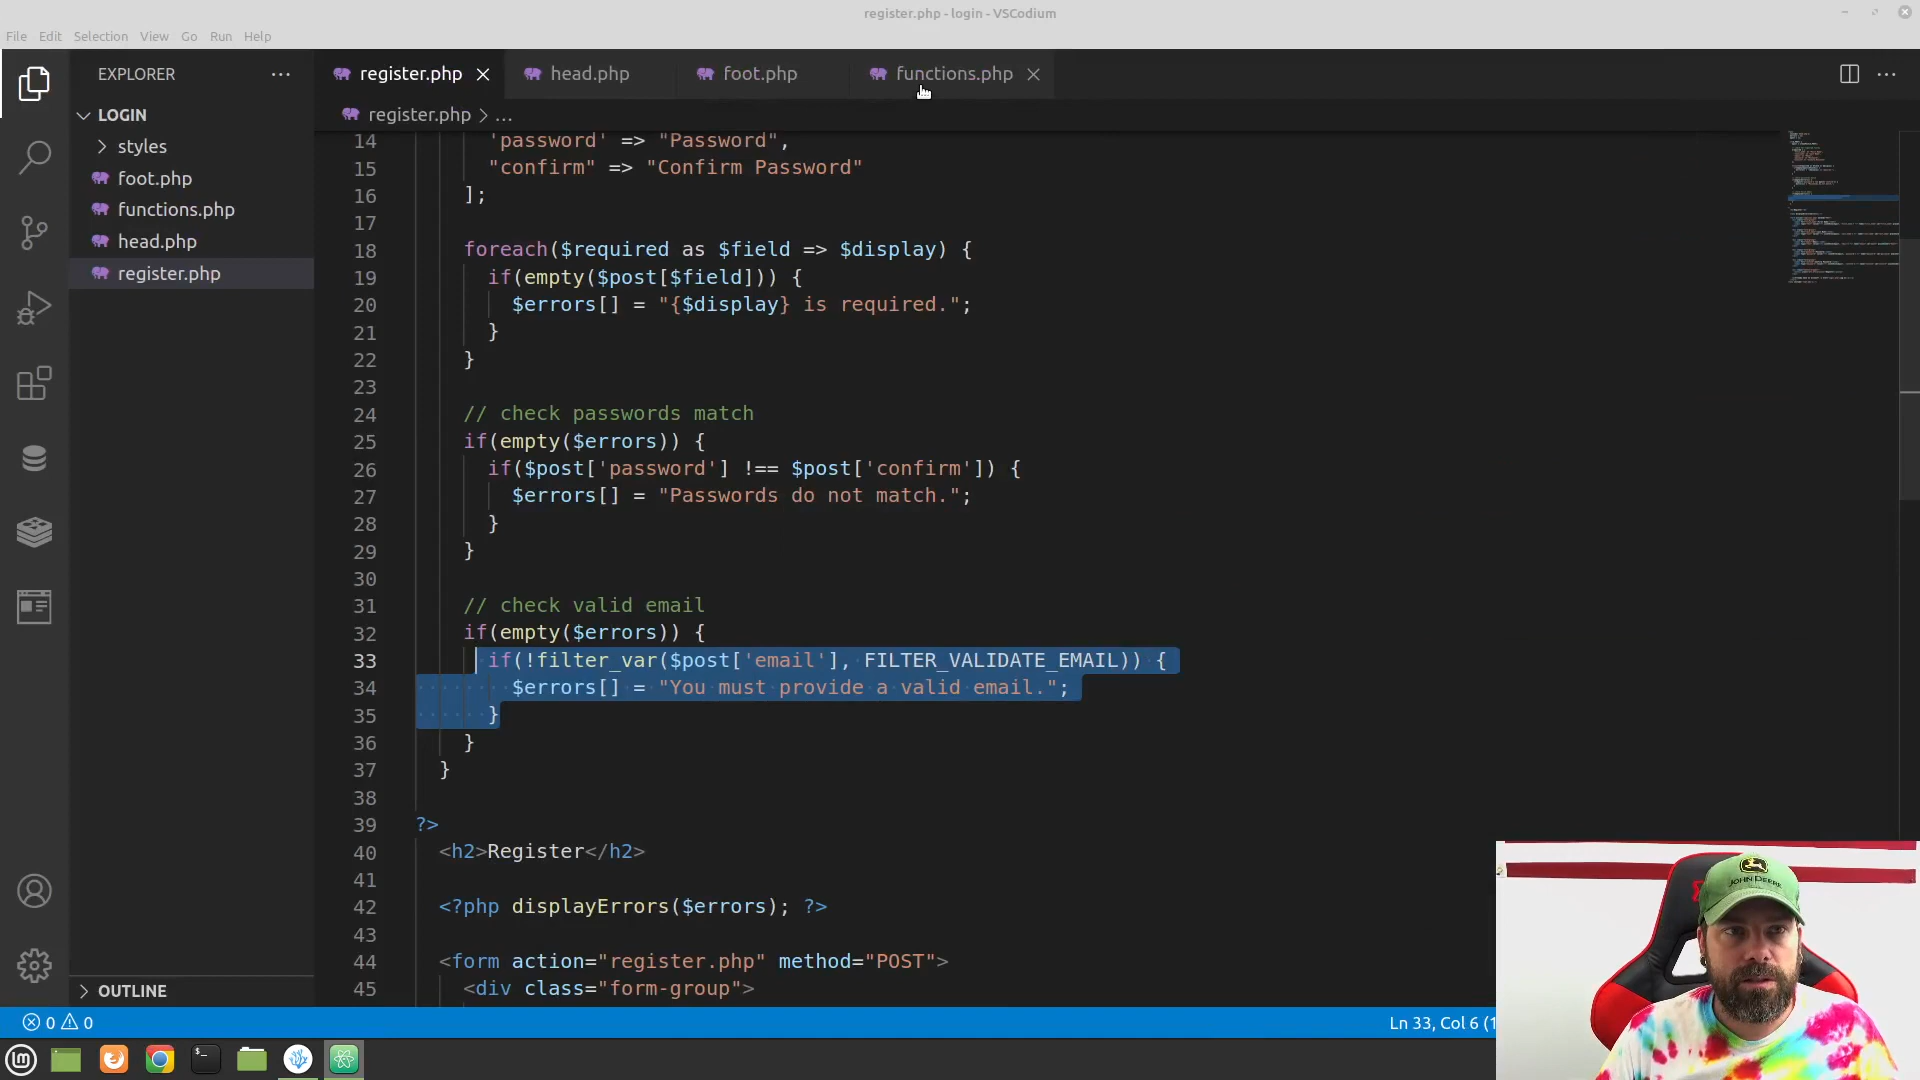 register.php - login - VSCodium
File Edit Selection View Go Run Help
EXPLORER
register.php
head.php
foot.php
functions.php
LOGIN
styles
foot.php
functions.php
head.php
register.php
OUTLINE
register.php > ...
14 'password' => "Password",
15 "confirm" => "Confirm Password"
16 ];
17
18 foreach($required as $field => $display) {
19 if(empty($post[$field])) {
20 $errors[] = "{$display} is required.";
21 }
22 }
23
24 // check passwords match
25 if(empty($errors)) {
26 if($post['password'] !== $post['confirm']) {
27 $errors[] = "Passwords do not match.";
28 }
29 }
30
31 // check valid email
32 if(empty($errors)) {
33 if(!filter_var($post['email'], FILTER_VALIDATE_EMAIL)) {
34 $errors[] = "You must provide a valid email.";
35 }
36 }
37 }
38
39 ?>
40 <h2>Register</h2>
41
42 <?php displayErrors($errors); ?>
43
44 <form action="register.php" method="POST">
45 <div class="form-group">
0 0
Ln 33, Col 6 (1
JOHN DEERE